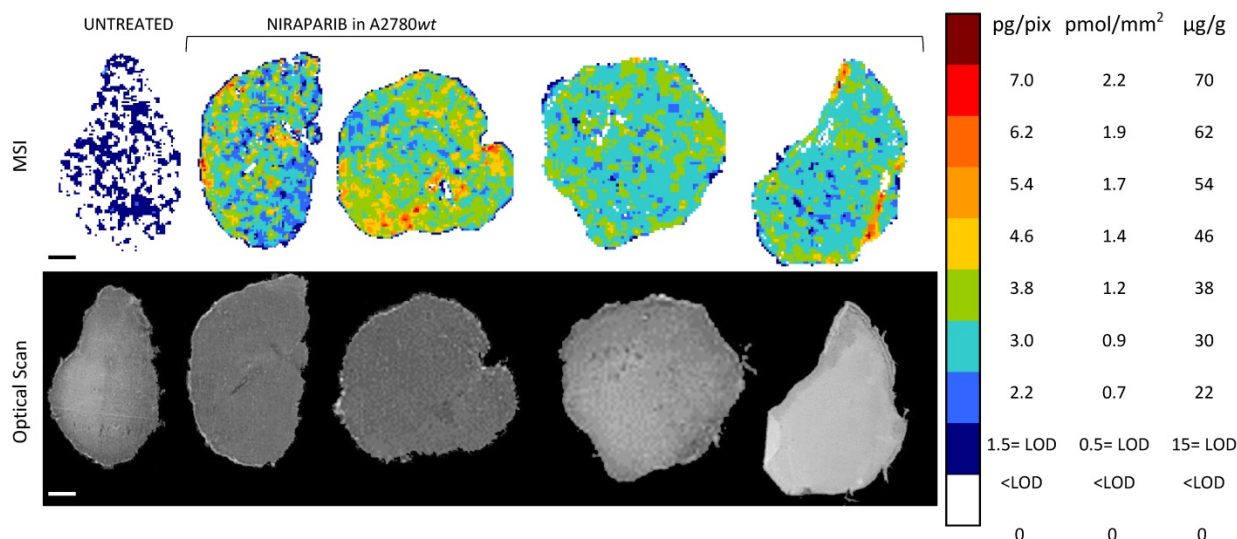 UNTREATED
NIRAPARIB in A2780wt
MSI
Optical Scan
pg/pix pmol/mm² µg/g
7.0 2.2 70
6.2 1.9 62
5.4 1.7 54
4.6 1.4 46
3.8 1.2 38
3.0 0.9 30
2.2 0.7 22
1.5= LOD 0.5= LOD 15= LOD
<LOD <LOD <LOD
0 0 0